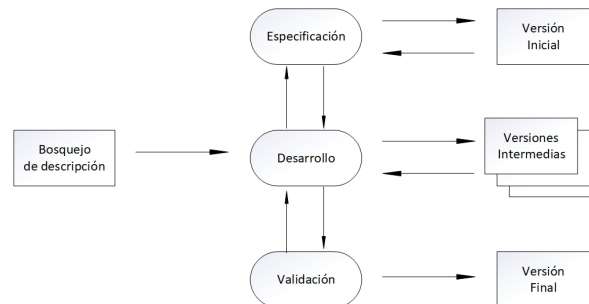 Especificación
Versión
Inicial
Bosquejo
de descripción
Desarrollo
Versiones
Intermedias
Validación
Versión
Final